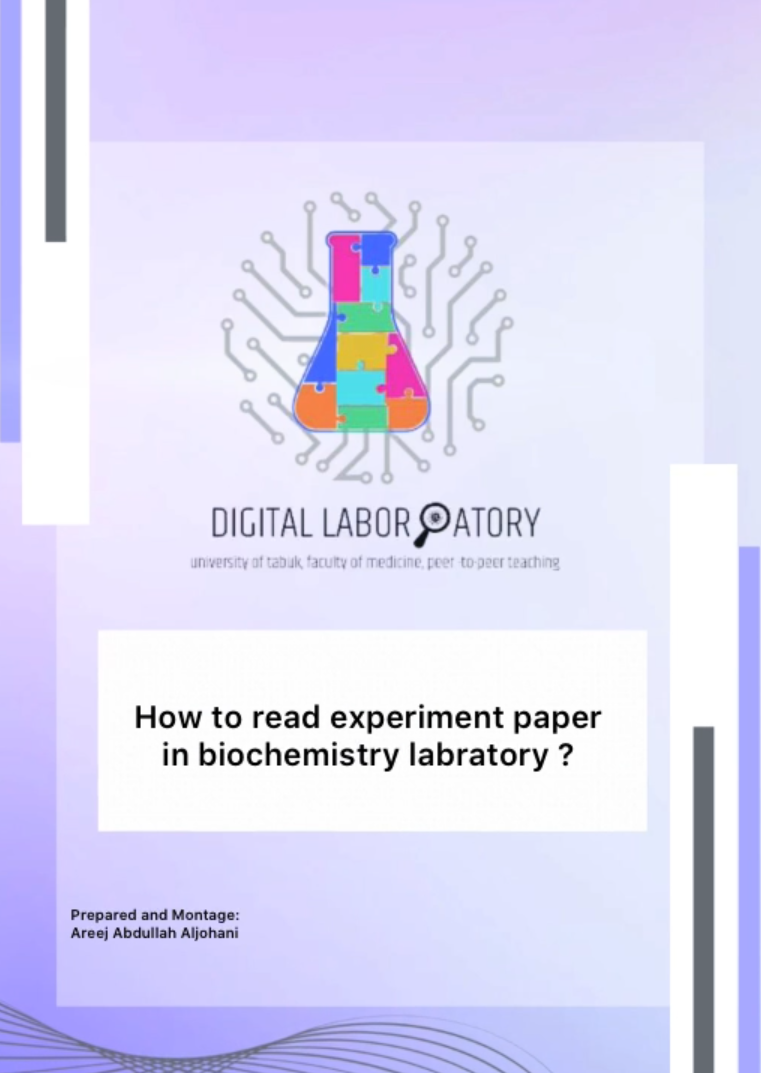 DIGITAL LABORATORY
university of tabuk, faculty of medicine, peer -to-peer teaching
How to read experiment paper
in biochemistry labratory ?
Prepared and Montage:
Areej Abdullah Aljohani